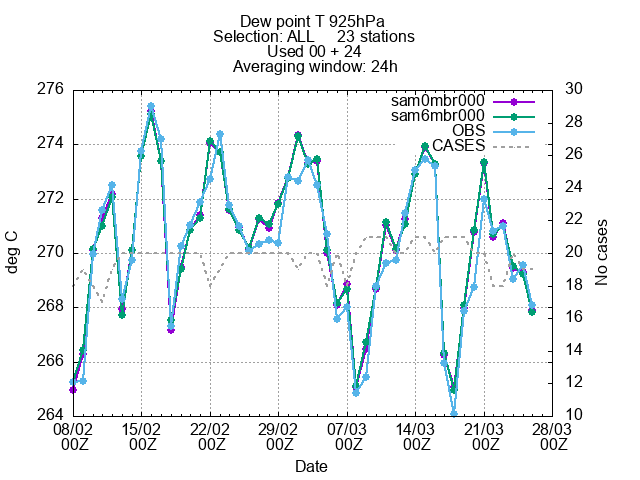 Dew point T 925hPa
Selection: ALL 23 stations
Used 00 + 24
Averaging window: 24h
276 30
sam0mbr000
sam6mbr000 28
OBS
274 CASES 26
24
272 22
deg C 270 20 No cases
268 18
16
266 14
12
264 10
08/02 15/02 22/02 29/02 07/03 14/03 21/03 28/03
00Z 00Z 00Z 00Z 00Z 00Z 00Z 00Z
Date